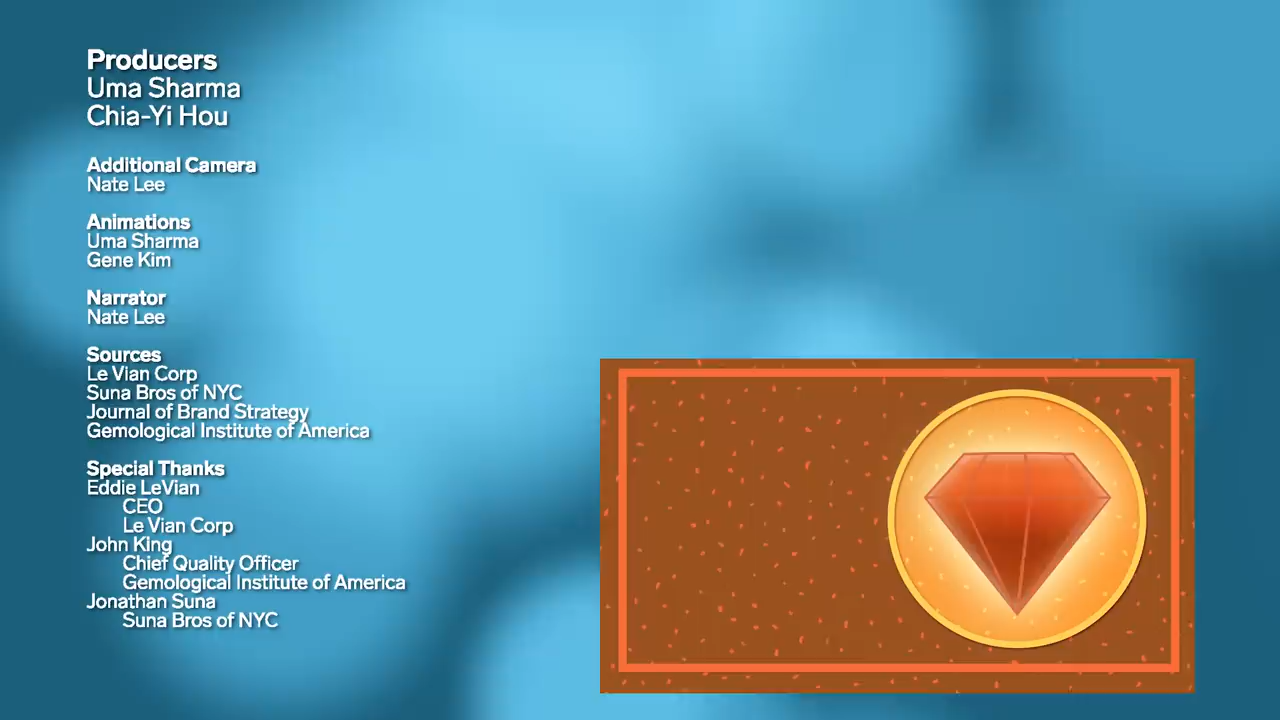 Producers
Uma Sharma
Chia-Yi Hou
Additional Camera
Nate Lee
Animations
Uma Sharma
Gene Kim
Narrator
Nate Lee
Sources
Le Vian Corp
Suna Bros of NYC
Journal of Brand Strategy
Gemological Institute of America
Special Thanks
Eddie LeVian
CEO
Le Vian Corp
John King
Chief Quality Officer
Gemological Institute of America
Jonathan Suna
Suna Bros of NYC